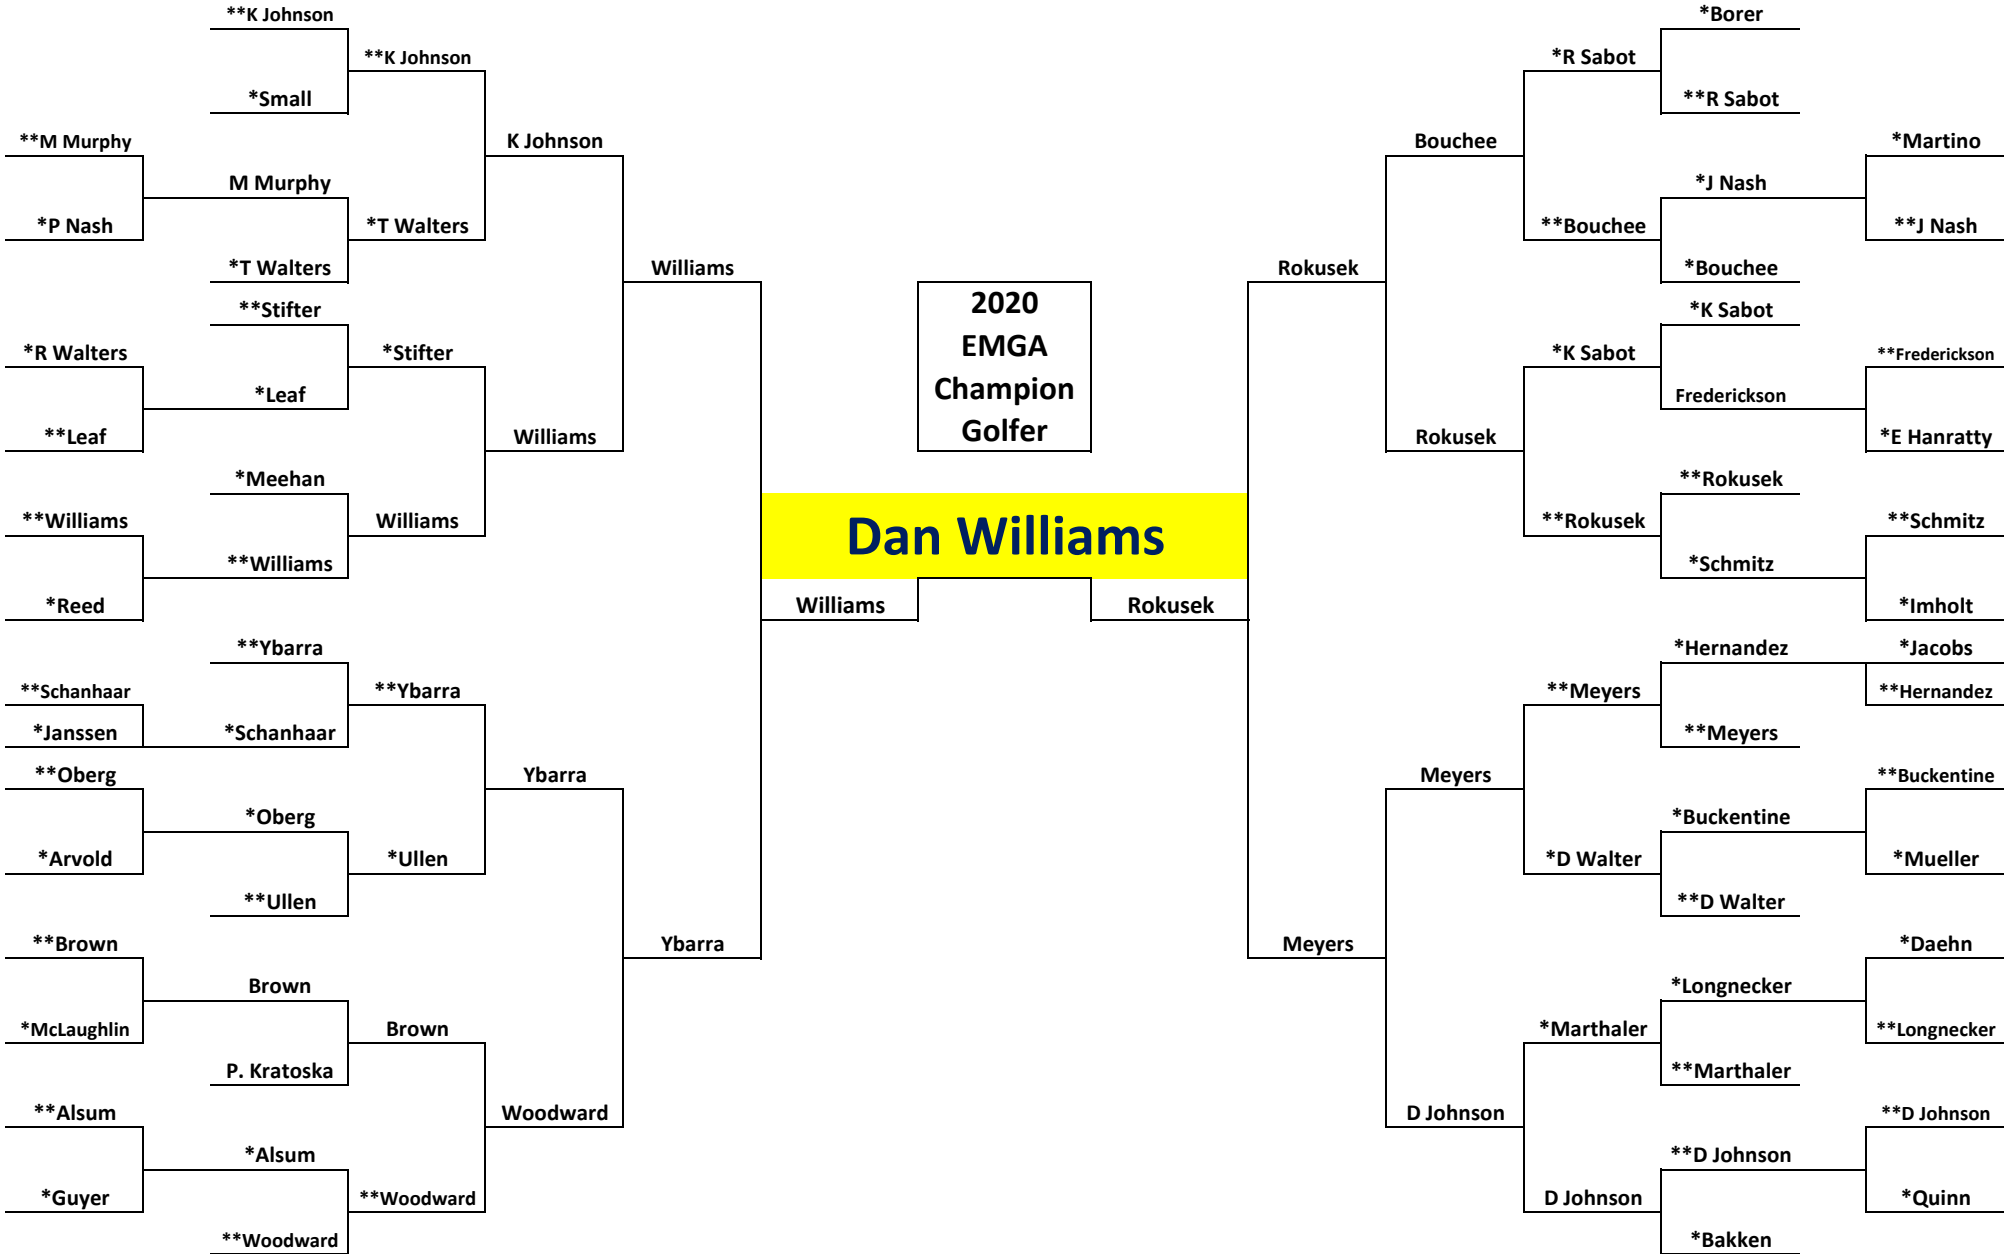 **K Johnson
*Borer
**K Johnson
*R Sabot
*Small
**R Sabot
**M Murphy
K Johnson
Bouchee
*Martino
M Murphy
*J Nash
*P Nash
*T Walters
**Bouchee
**J Nash
*T Walters
Williams
Rokusek
*Bouchee
**Stifter
2020
*K Sabot
*R Walters
*Stifter
EMGA
*K Sabot
**Frederickson
*Leaf
Champion
Frederickson
**Leaf
Williams
Golfer
Rokusek
*E Hanratty
*Meehan
**Rokusek
**Williams
Williams
Dan Williams
**Rokusek
**Schmitz
**Williams
*Schmitz
*Reed
Williams
Rokusek
*Imholt
**Ybarra
*Hernandez
*Jacobs
**Schanhaar
**Ybarra
**Meyers
**Hernandez
*Janssen
*Schanhaar
**Meyers
**Oberg
Ybarra
Meyers
**Buckentine
*Oberg
*Buckentine
*Arvold
*Ullen
*D Walter
*Mueller
**Ullen
**D Walter
**Brown
Ybarra
Meyers
*Daehn
Brown
*Longnecker
*McLaughlin
Brown
*Marthaler
**Longnecker
P. Kratoska
**Marthaler
**Alsum
Woodward
D Johnson
**D Johnson
*Alsum
**D Johnson
*Guyer
**Woodward
D Johnson
*Quinn
**Woodward
*Bakken